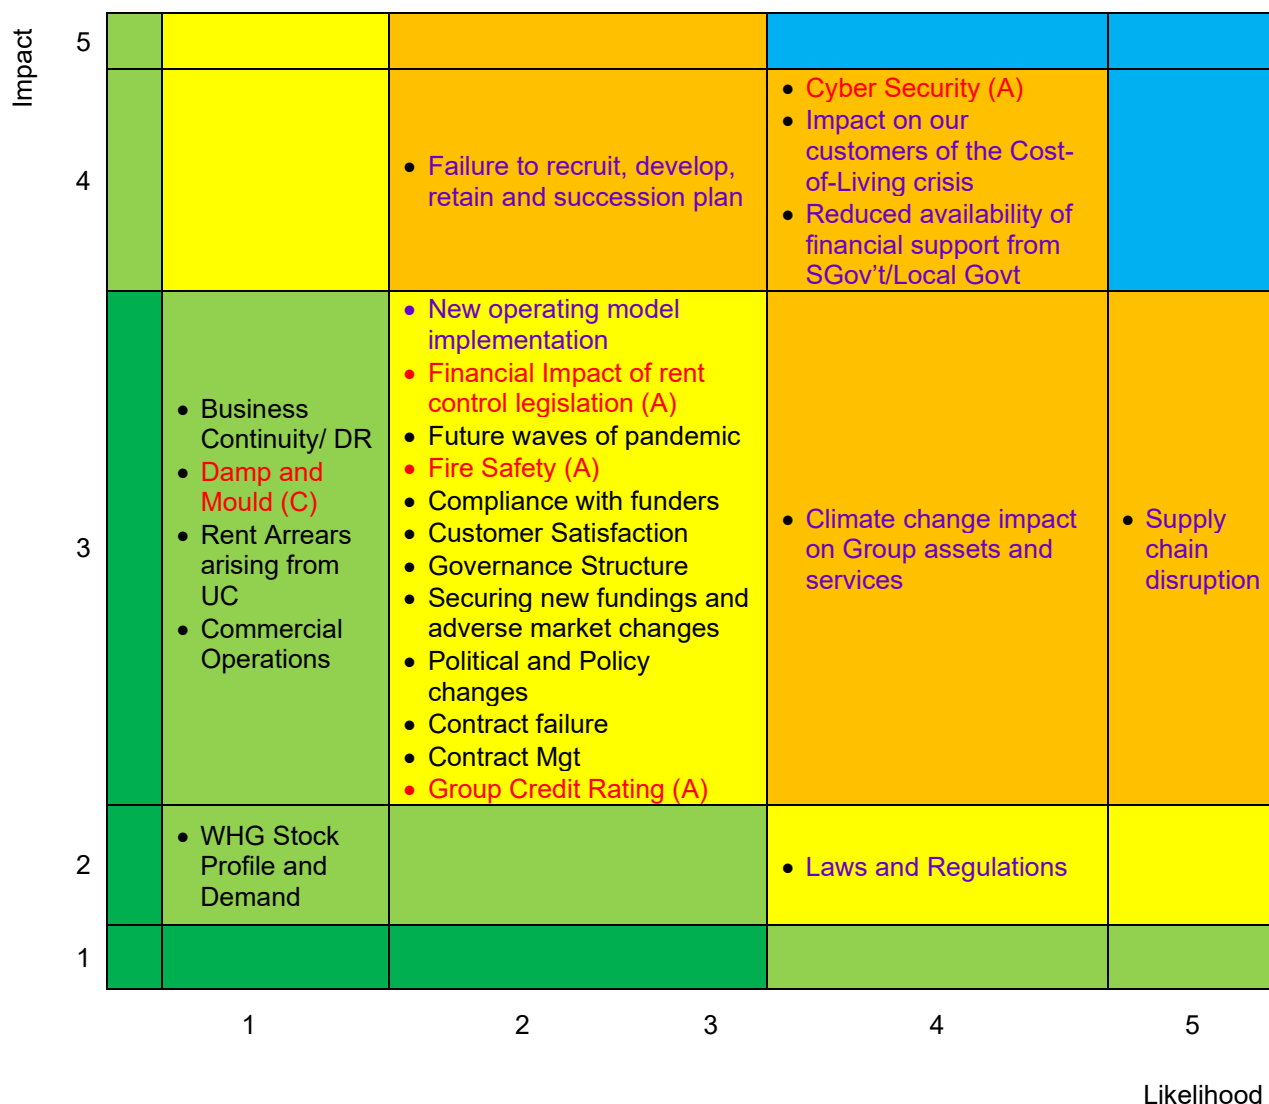 Impact
5
4
• Failure to recruit, develop,
retain and succession plan
• Cyber Security (A)
• Impact on our
customers of the Cost-
of-Living crisis
• Reduced availability of
financial support from
SGov’t/Local Govt
3
• Business
Continuity/ DR
• Damp and
Mould (C)
• Rent Arrears
arising from
UC
• Commercial
Operations
• New operating model
implementation
• Financial Impact of rent
control legislation (A)
• Future waves of pandemic
• Fire Safety (A)
• Compliance with funders
• Customer Satisfaction
• Governance Structure
• Securing new fundings and
adverse market changes
• Political and Policy
changes
• Contract failure
• Contract Mgt
• Group Credit Rating (A)
• Climate change impact
on Group assets and
services
• Supply
chain
disruption
2
• WHG Stock
Profile and
Demand
• Laws and Regulations
1
1 2 3 4 5
Likelihood